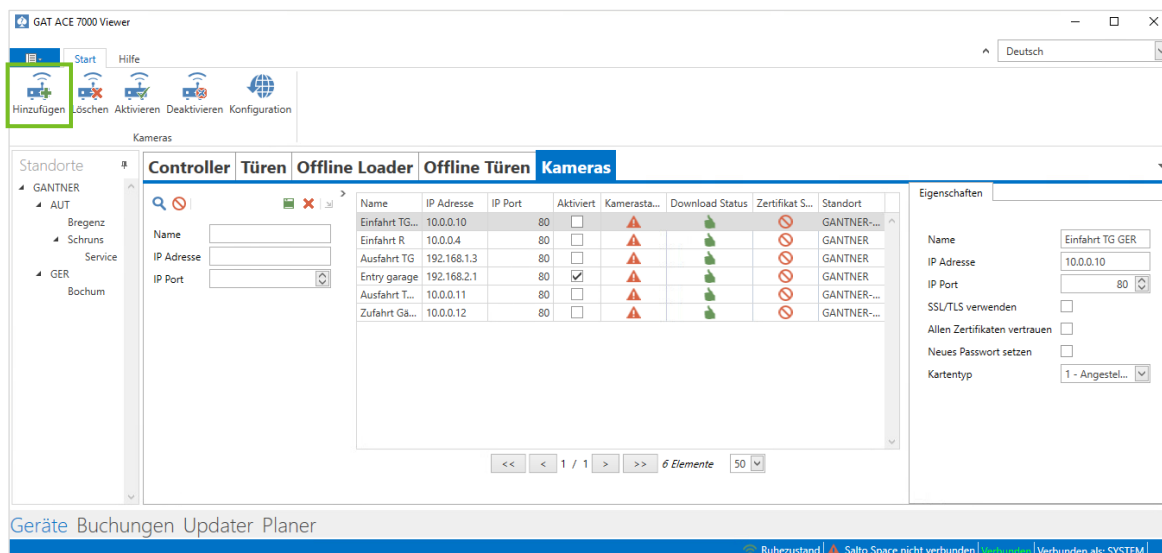 GAT ACE 7000 Viewer
Start Hilfe
Deutsch
Hinzufügen Löschen Aktivieren Deaktivieren Konfiguration
Kameras
Standorte
GANTNER
AUT
Bregenz
Schruns
Service
GER
Bochum
Controller Türen Offline Loader Offline Türen Kameras
Name
IP Adresse
IP Port
Name IP Adresse IP Port Aktiviert Kamerasta... Download Status Zertifikat S... Standort
Einfahrt TG... 10.0.0.10 80 GANTNER-...
Einfahrt R 10.0.0.4 80 GANTNER
Ausfahrt TG 192.168.1.3 80 GANTNER
Entry garage 192.168.2.1 80 GANTNER
Ausfahrt T... 10.0.0.11 80 GANTNER-...
Zufahrt Gä... 10.0.0.12 80 GANTNER-...
<< < 1 / 1 > >> 6 Elemente 50
Eigenschaften
Name Einfahrt TG GER
IP Adresse 10.0.0.10
IP Port 80
SSL/TLS verwenden
Allen Zertifikaten vertrauen
Neues Passwort setzen
Kartentyp 1 - Angestel...
Geräte Buchungen Updater Planer
Ruhezustand Salto Space nicht verbunden Verbunden Verbunden als: SYSTEM